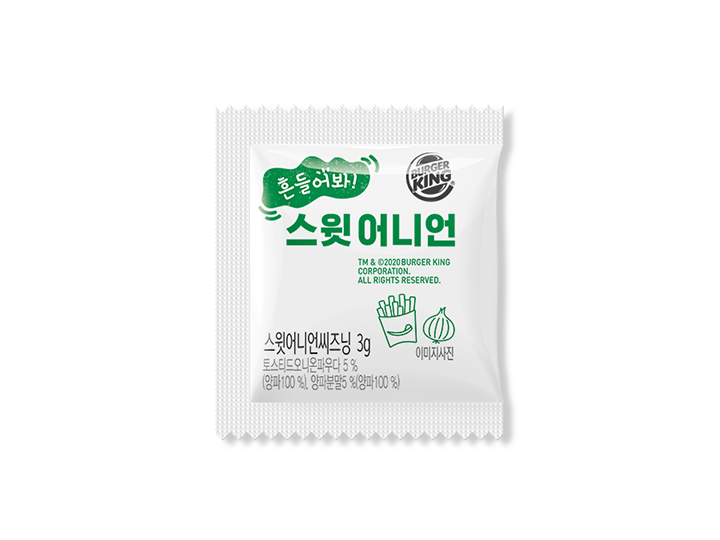 흔들어봐!
BURGER
KING®
스윗 어니언
TM & ©2020 BURGER KING
CORPORATION.
ALL RIGHTS RESERVED.
스윗어니언씨즈닝 3g
이미지사진
토스티드오니온파우다 5 %
(양파100 %), 양파분말5 %(양파100 %)